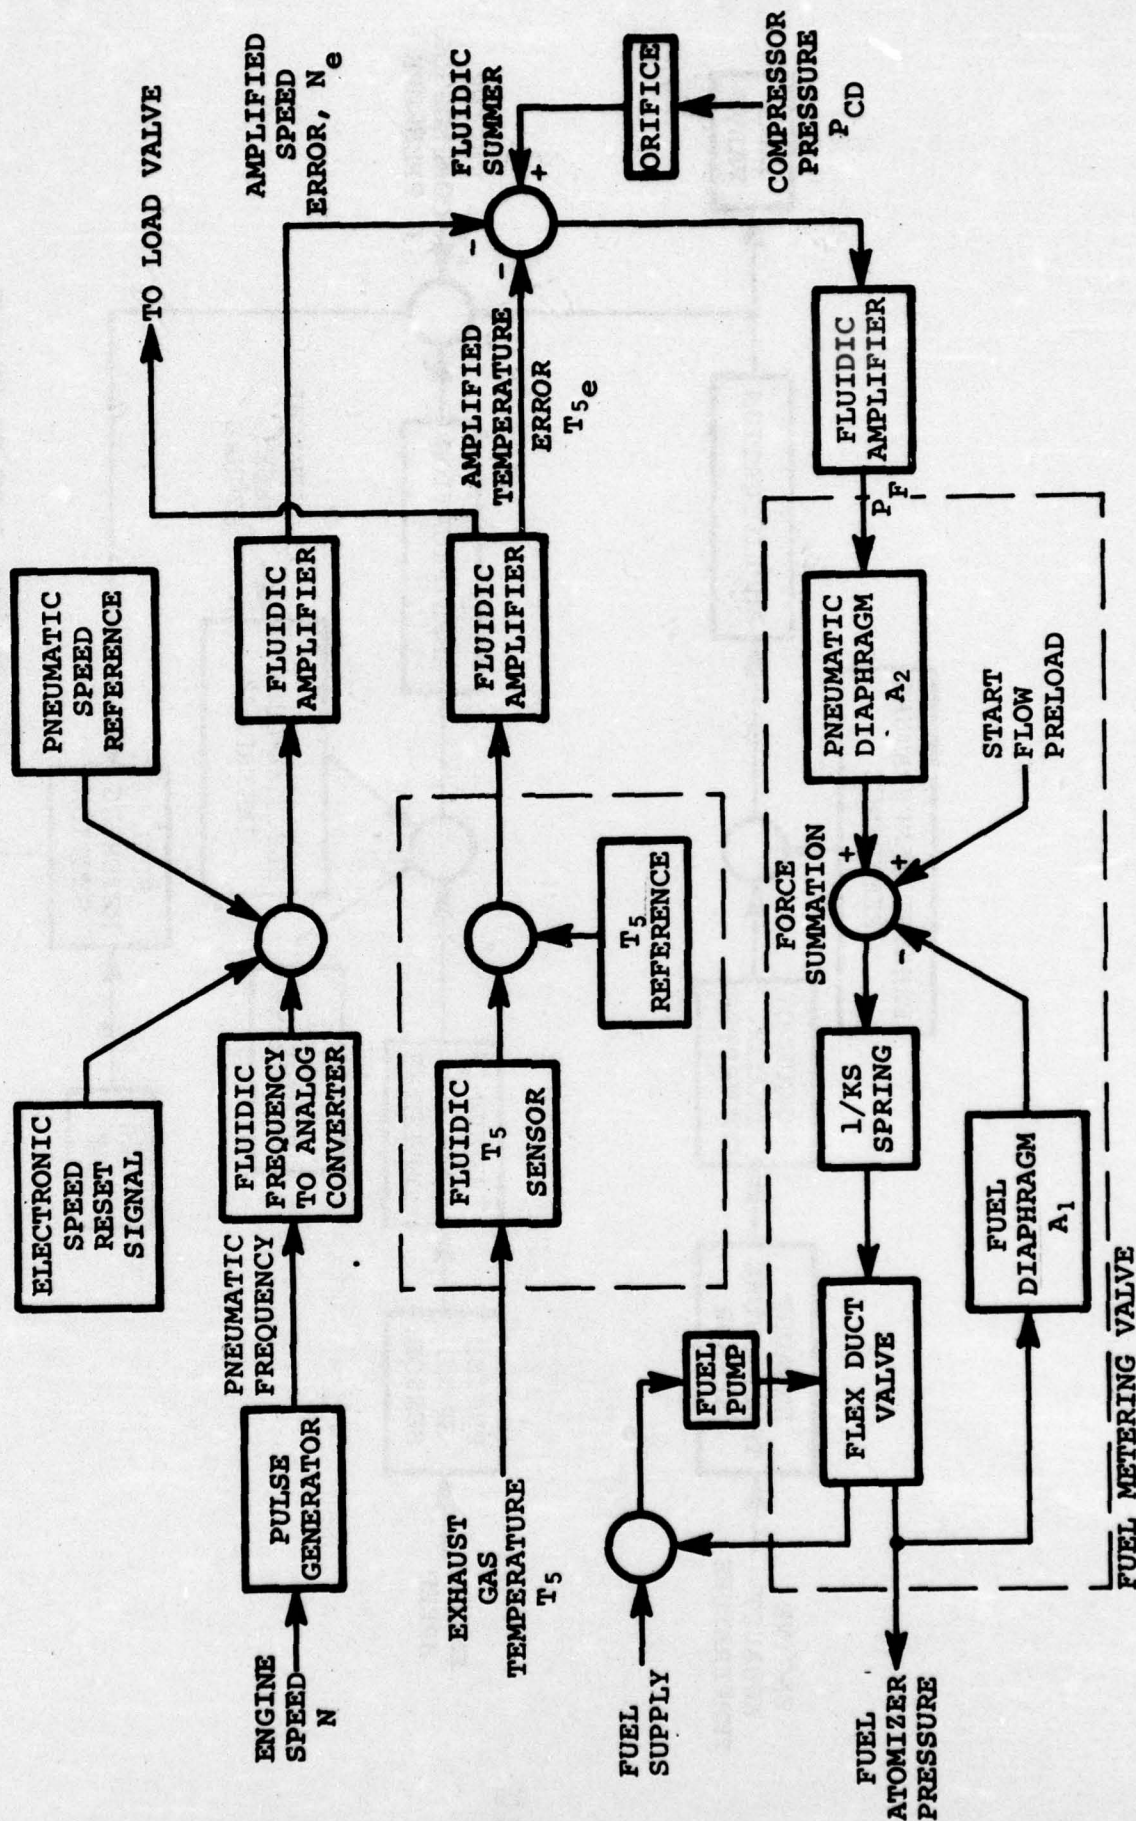 ELECTRONIC
SPEED
RESET
SIGNAL
PNEUMATIC
SPEED
REFERENCE
TO LOAD VALVE
ENGINE
SPEED
N
PULSE
GENERATOR
PNEUMATIC
FREQUENCY
FLUIDIC
FREQUENCY
TO ANALOG
CONVERTER
FLUIDIC
AMPLIFIER
AMPLIFIED
SPEED
ERROR, Ne
EXHAUST
GAS
TEMPERATURE
T5
FLUIDIC
T5
SENSOR
T5
REFERENCE
FLUIDIC
AMPLIFIER
AMPLIFIED
TEMPERATURE
ERROR
T5e
-
-
+
FLUIDIC
SUMMER
ORIFICE
COMPRESSOR
PRESSURE
PCD
FUEL
SUPPLY
FUEL
PUMP
FORCE
SUMMATION
FLEX DUCT
VALVE
1/KS
SPRING
+
+
-
PNEUMATIC
DIAPHRAGM
A2
PF
FLUIDIC
AMPLIFIER
START
FLOW
PRELOAD
FUEL
DIAPHRAGM
A1
FUEL
ATOMIZER
PRESSURE
FUEL METERING VALVE